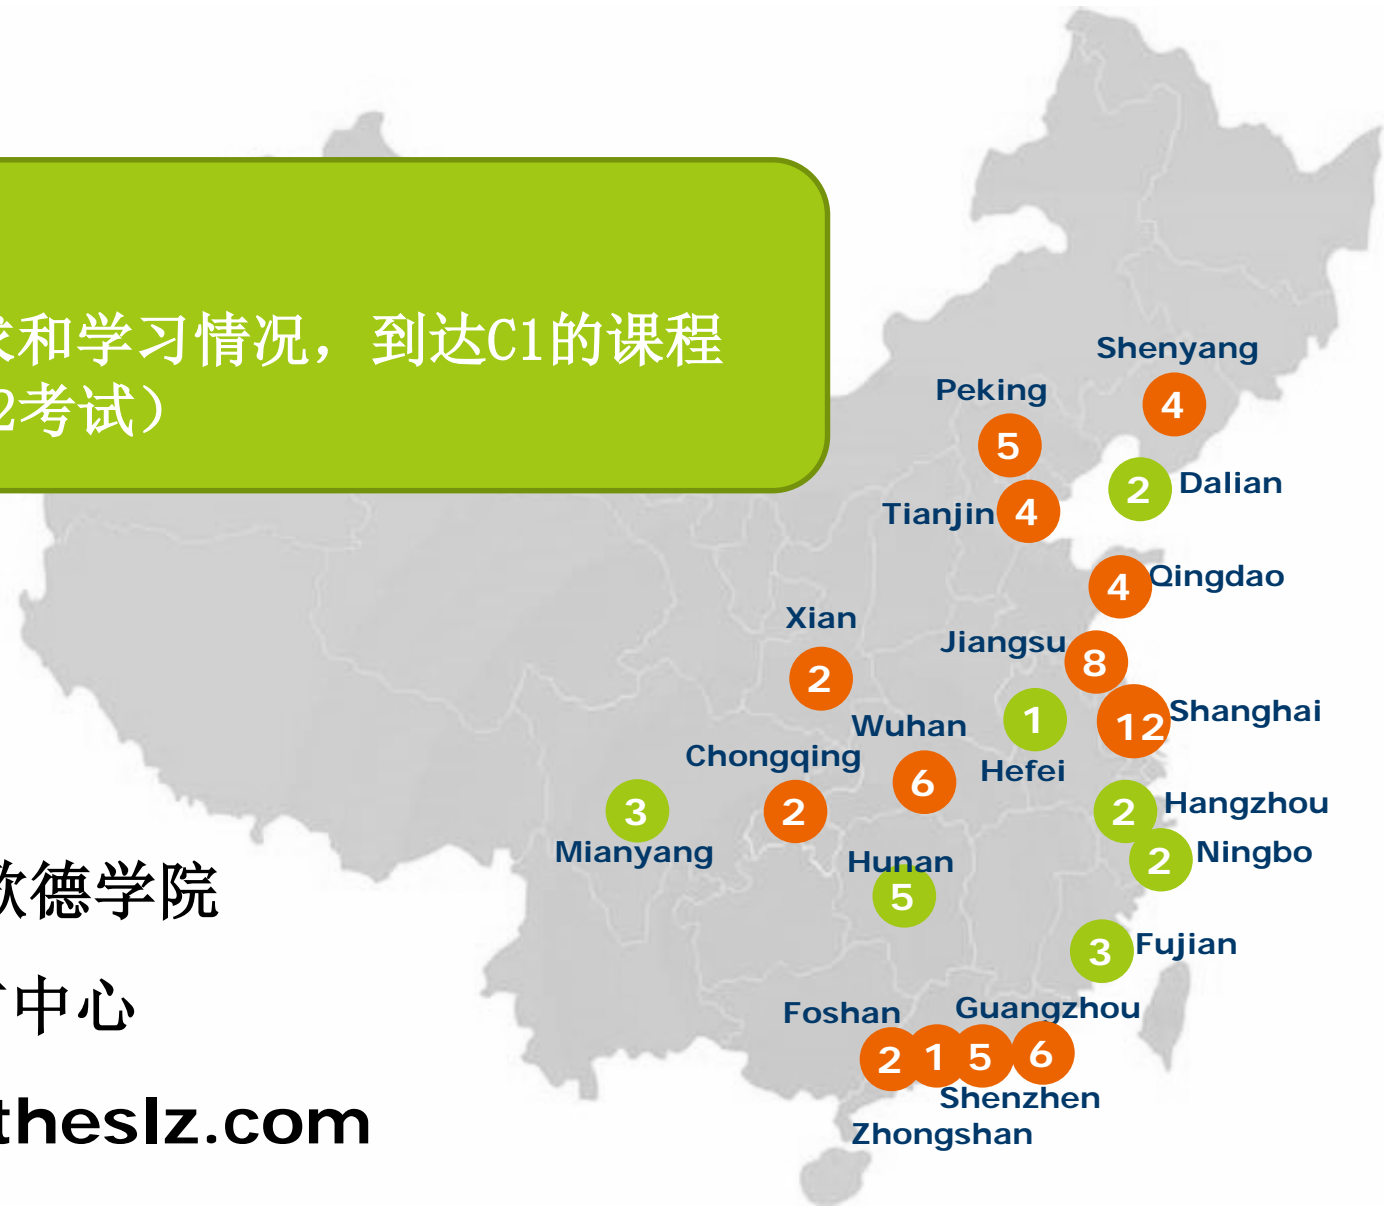 求和学习情况，到达C1的课程
2考试）
Shenyang
4
Peking
5
2
Dalian
Tianjin
4
4
Qingdao
Xian
2
Jiangsu
8
1
Hefei
12
Shanghai
Wuhan
6
Chongqing
2
3
Mianyang
2
Hangzhou
2
Ningbo
Hunan
5
3
Fujian
Foshan
Guangzhou
2
1
5
6
Shenzhen
Zhongshan
歌德学院
中心
theslz.com